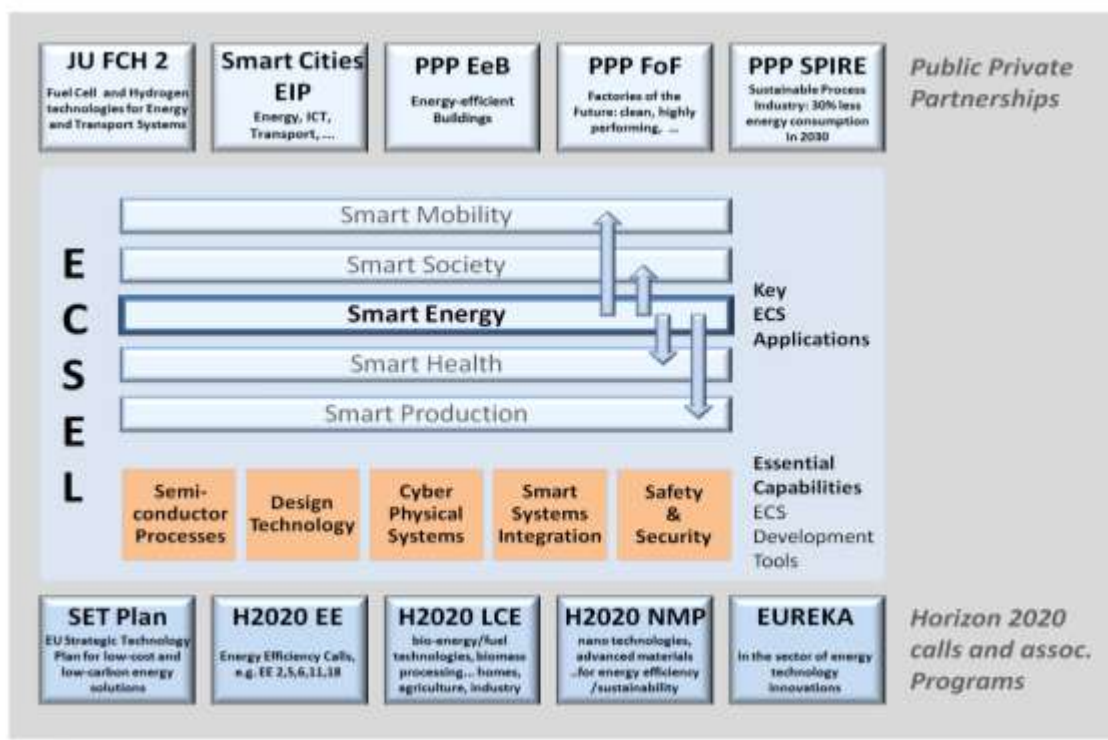 JU FCH 2
Fuel Cell and Hydrogen
technologies for Energy
and Transport Systems
Smart Cities
EIP
Energy, ICT,
Transport, ...
PPP EeB
Energy-efficient
Buildings
PPP FoF
Factories of the
Future: clean, highly
performing, ...
PPP SPIRE
Sustainable Process
Industry: 30% less
energy consumption
in 2030
Public Private
Partnerships
E
C
S
E
L
Smart Mobility
Smart Society
Smart Energy
Smart Health
Smart Production
Key
ECS
Applications
Semi-
conductor
Processes
Design
Technology
Cyber
Physical
Systems
Smart
Systems
Integration
Safety
&
Security
Essential
Capabilities
ECS
Development
Tools
SET Plan
EU Strategic Technology
Plan for low-cost and
low-carbon energy
solutions
H2020 EE
Energy Efficiency Calls,
e.g. EE 2,5,6,11,18
H2020 LCE
bio-energy/fuel
technologies, biomass
processing... homes,
agriculture, industry
H2020 NMP
nano technologies,
advanced materials
..for energy efficiency
/sustainability
EUREKA
in the sector of energy
technology
innovations
Horizon 2020
calls and assoc.
Programs